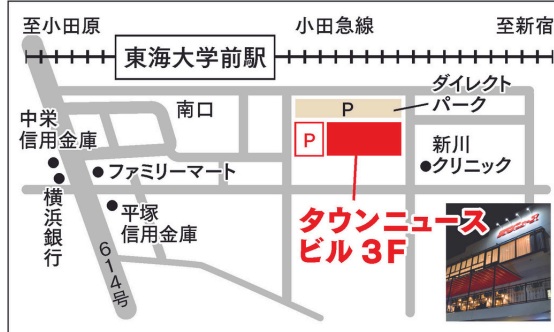 至小田原
小田急線
至新宿
東海大学前駅
ダイレクト
パーク
P
南口
中栄
信用金庫
P
新川
クリニック
ファミリーマート
横浜銀行
平塚
信用金庫
タウンニュース
ビル 3F
614号